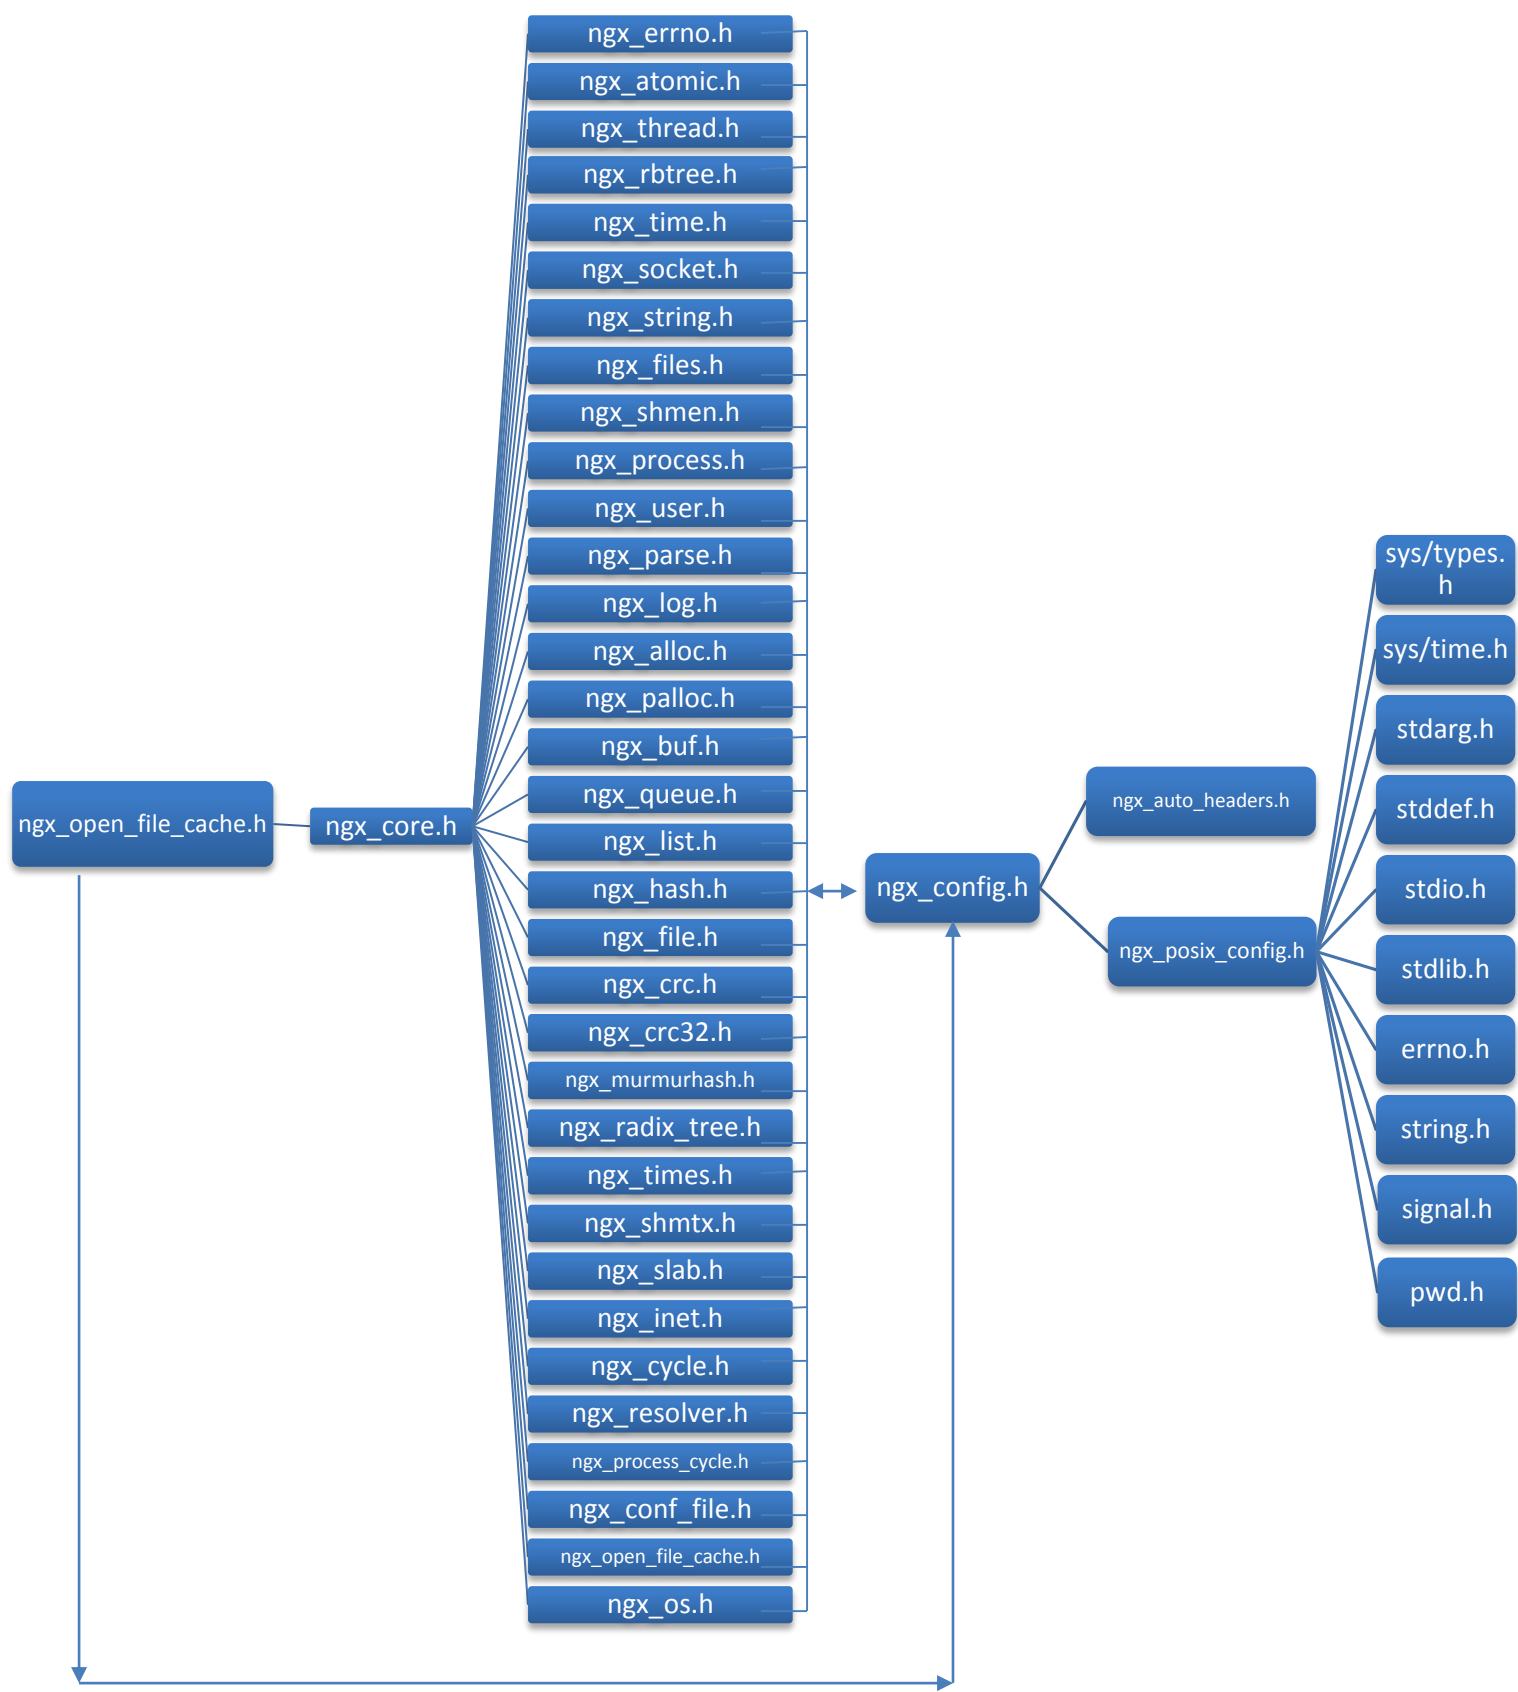 ngx_open_file_cache.h
ngx_core.h
ngx_errno.h
ngx_atomic.h
ngx_thread.h
ngx_rbtree.h
ngx_time.h
ngx_socket.h
ngx_string.h
ngx_files.h
ngx_shmen.h
ngx_process.h
ngx_user.h
ngx_parse.h
ngx_log.h
ngx_alloc.h
ngx_palloc.h
ngx_buf.h
ngx_queue.h
ngx_list.h
ngx_hash.h
ngx_file.h
ngx_crc.h
ngx_crc32.h
ngx_murmurhash.h
ngx_radix_tree.h
ngx_times.h
ngx_shmtx.h
ngx_slab.h
ngx_inet.h
ngx_cycle.h
ngx_resolver.h
ngx_process_cycle.h
ngx_conf_file.h
ngx_open_file_cache.h
ngx_os.h
ngx_config.h
ngx_auto_headers.h
ngx_posix_config.h
sys/types.
h
sys/time.h
stdarg.h
stddef.h
stdio.h
stdlib.h
errno.h
string.h
signal.h
pwd.h